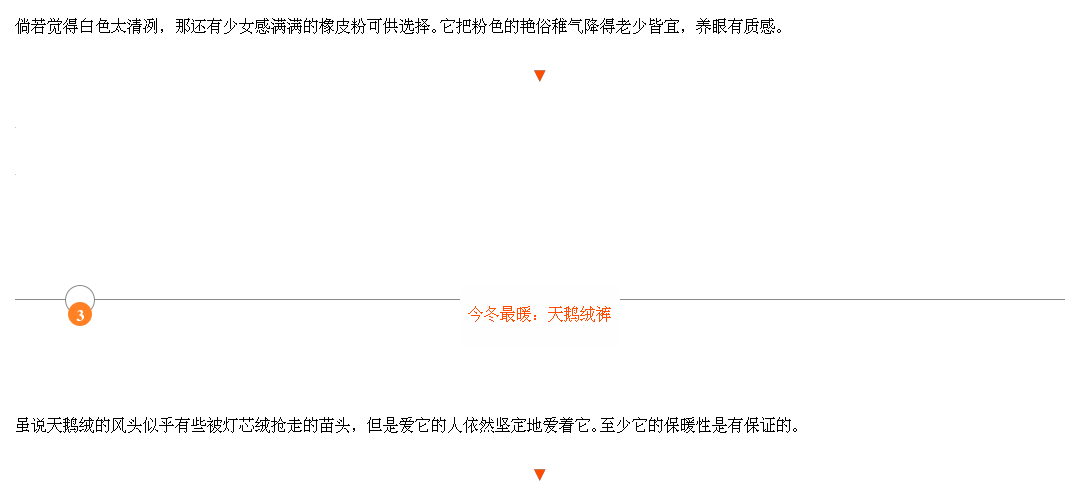 倘若觉得白色太清冽，那还有少女感满满的橡皮粉可供选择。它把粉色的艳俗稚气降得老少皆宜，养眼有质感。
▼
3
今冬最暖：天鹅绒裤
虽说天鹅绒的风头似乎有些被灯芯绒抢走的苗头，但是爱它的人依然坚定地爱着它。至少它的保暖性是有保证的。
▼